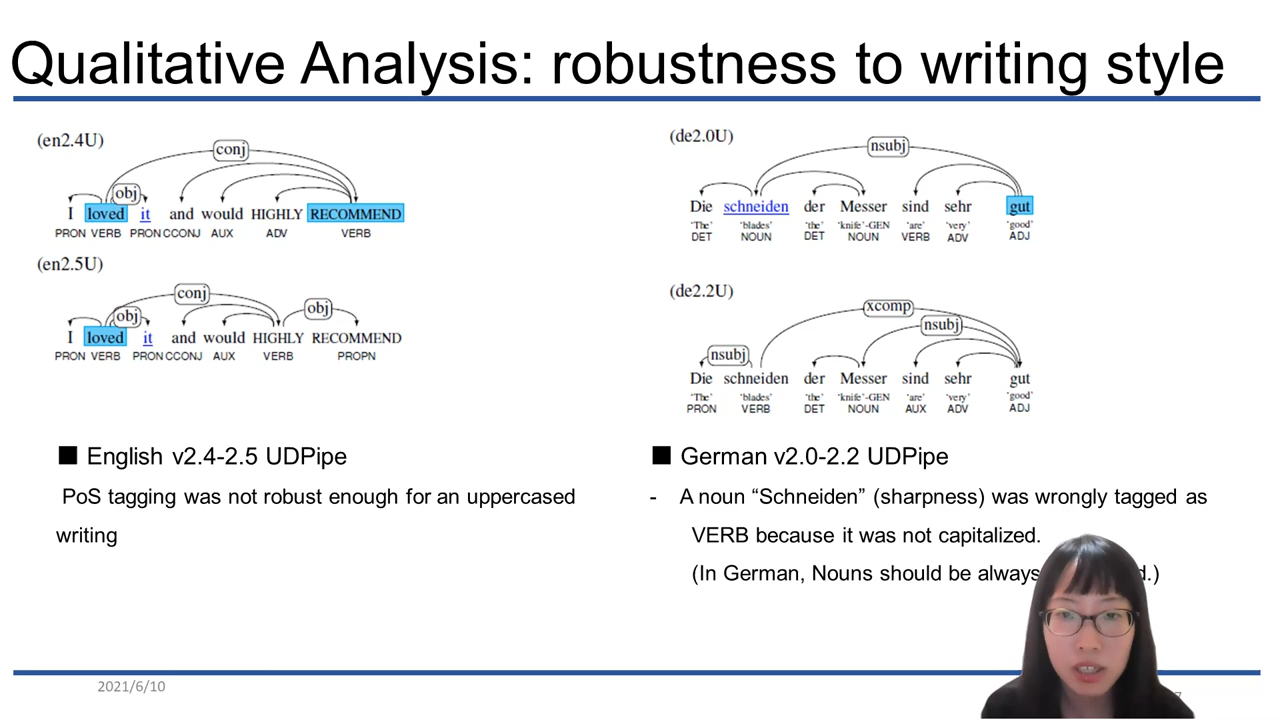 Qualitative Analysis: robustness to writing style
(en2.4U)
conj
obj
I loved it and would HIGHLY RECOMMEND
PRON VERB PRON CCONJ AUX ADV VERB
(en2.5U)
conj
obj
obj
I loved it and would HIGHLY RECOMMEND
PRON VERB PRON CCONJ AUX VERB PROPN
■ English v2.4-2.5 UDPipe
PoS tagging was not robust enough for an uppercased
writing
(de2.0U)
nsubj
Die schneiden der Messer sind sehr gut
'The' 'blades' 'the' 'knife'-GEN 'are' 'very' 'good'
DET NOUN DET NOUN VERB ADV ADJ
(de2.2U)
xcomp
nsubj
nsubj
Die schneiden der Messer sind sehr gut
'The' 'blades' 'the' 'knife'-GEN 'are' 'very' 'good'
PRON VERB DET NOUN AUX ADV ADJ
■ German v2.0-2.2 UDPipe
- A noun “Schneiden” (sharpness) was wrongly tagged as
VERB because it was not capitalized.
(In German, Nouns should be always d.)
2021/6/10
7